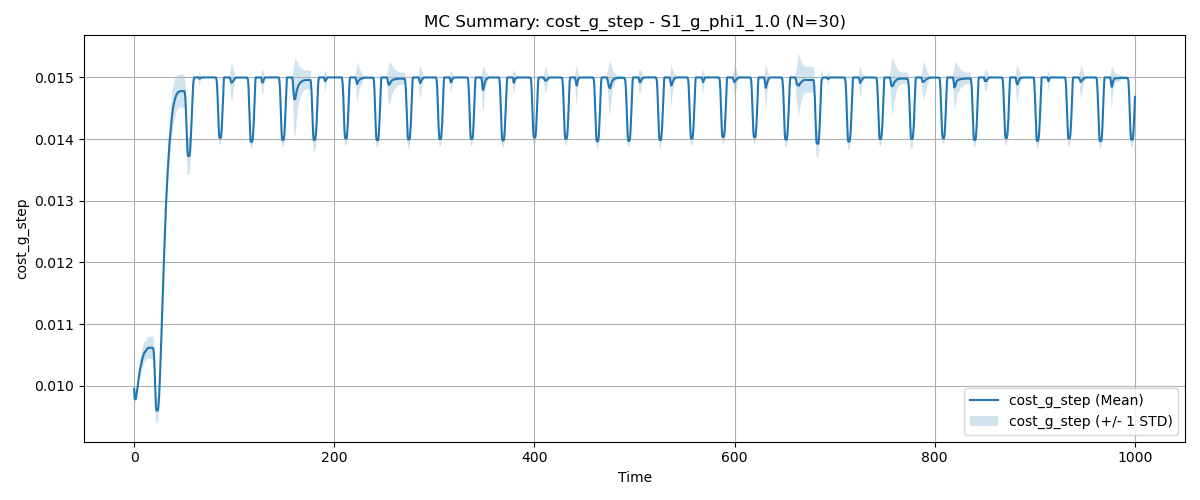 MC Summary: cost_g_step - S1_g_phi1_1.0 (N=30)
cost_g_step
0.015
0.014
0.013
0.012
0.011
0.010
0
200
400
600
800
1000
Time
cost_g_step (Mean)
cost_g_step (+/- 1 STD)